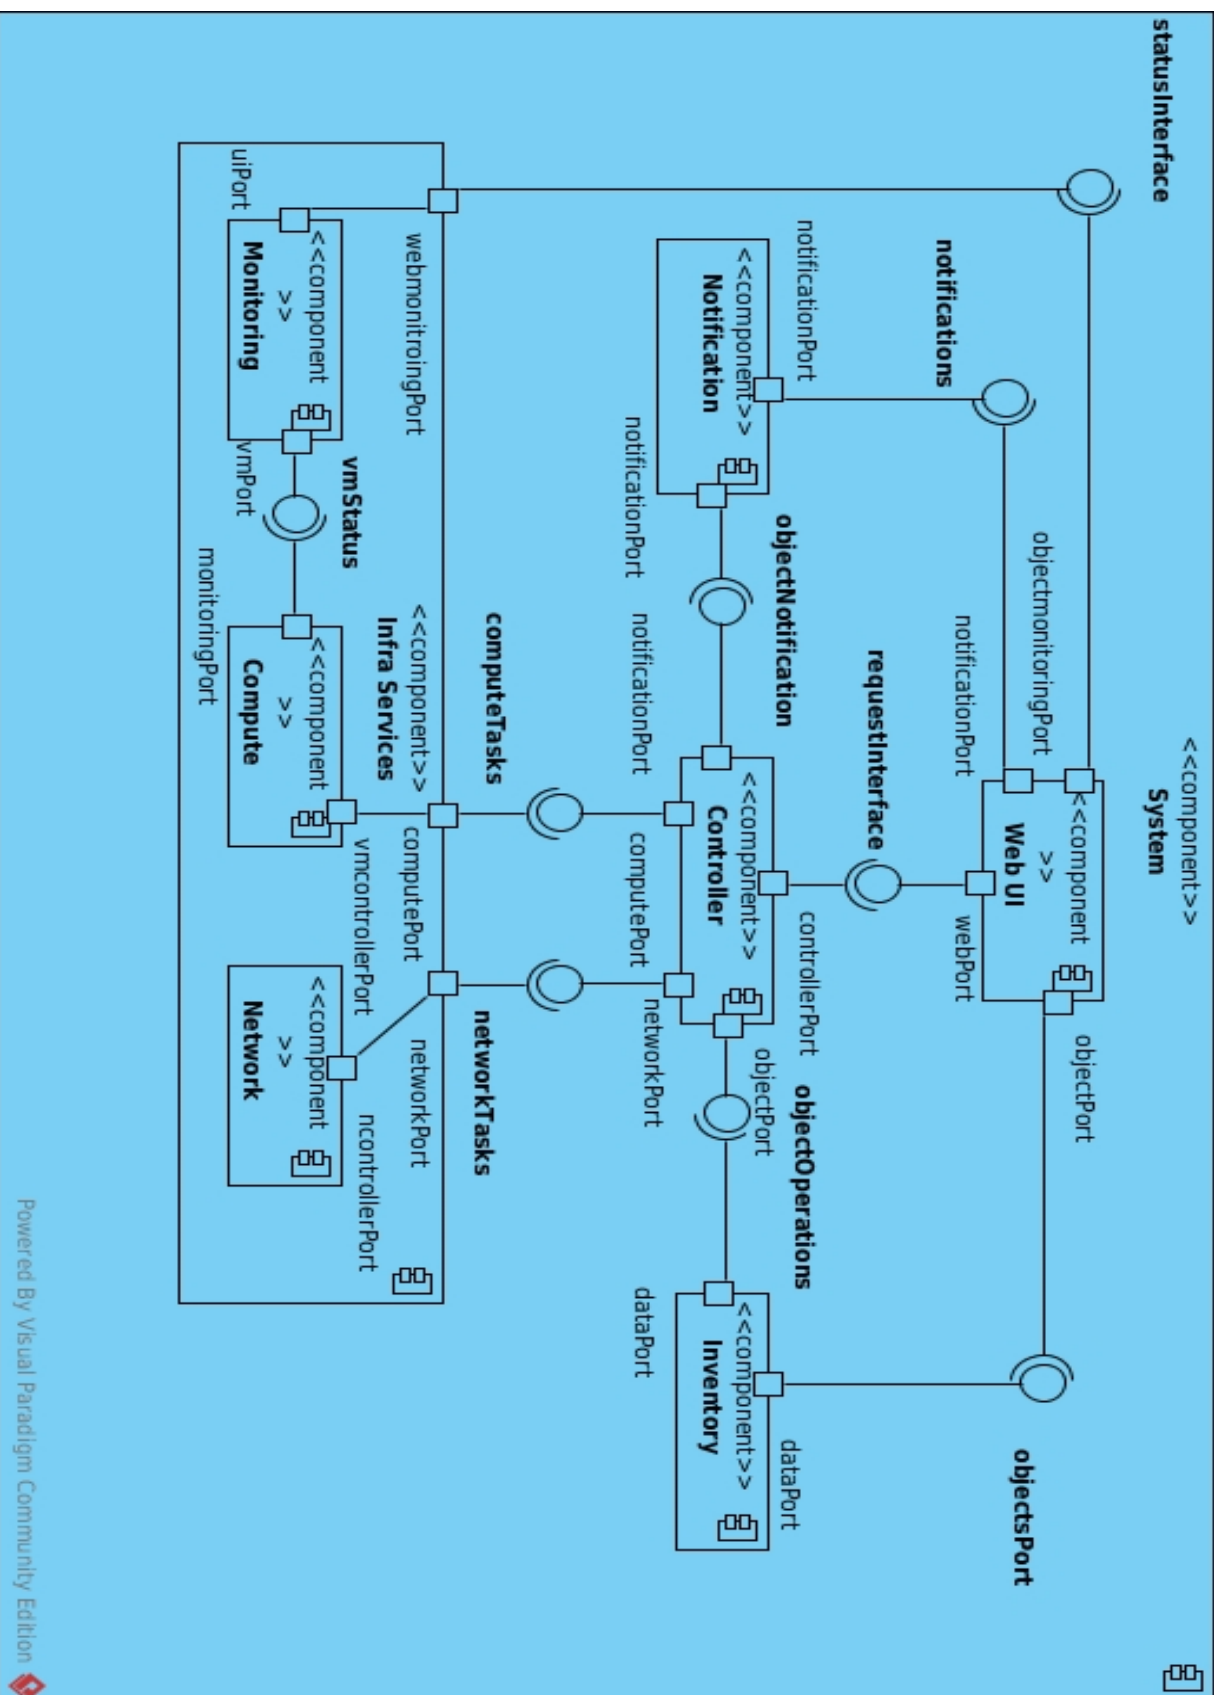 <<component>>
System
statusInterface
<<component
>>
Web UI
objectPort
objectsPort
objectmonitoringPort
notificationPort
webPort
notifications
requestInterface
notificationPort
controllerPort
objectOperations
dataPort
objectNotification
objectPort
<<component>>
Notification
<<component>>
Controller
<<component>>
Inventory
notificationPort
notificationPort
computePort
networkPort
dataPort
computeTasks
networkTasks
webmonitroingPort
<<component>>
Infra Services
computePort
networkPort
vmStatus
vmcontrollerPort
ncontrollerPort
<<component
>>
Monitoring
<<component
>>
Compute
<<component
>>
Network
uiPort
vmPort
monitoringPort
Powered By Visual Paradigm Community Edition